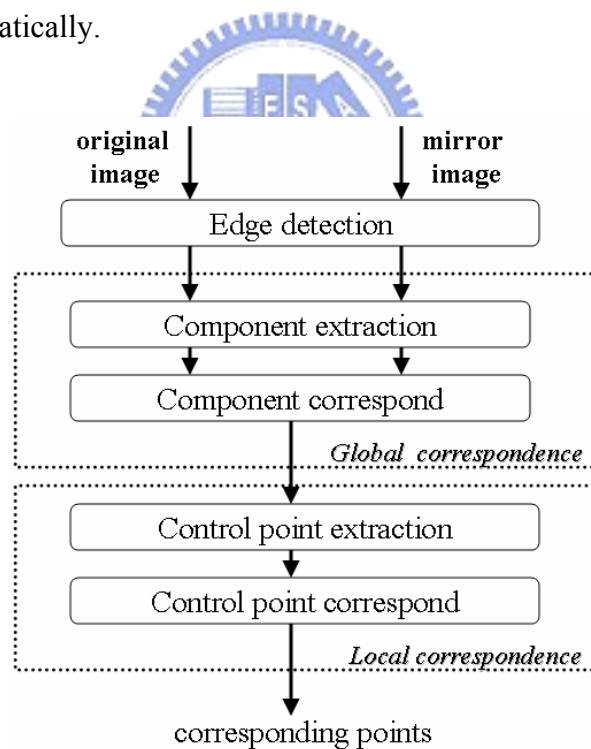 atically.
ESA
original
image
mirror
image
Edge detection
Component extraction
Component correspond
Global correspondence
Control point extraction
Control point correspond
Local correspondence
corresponding points